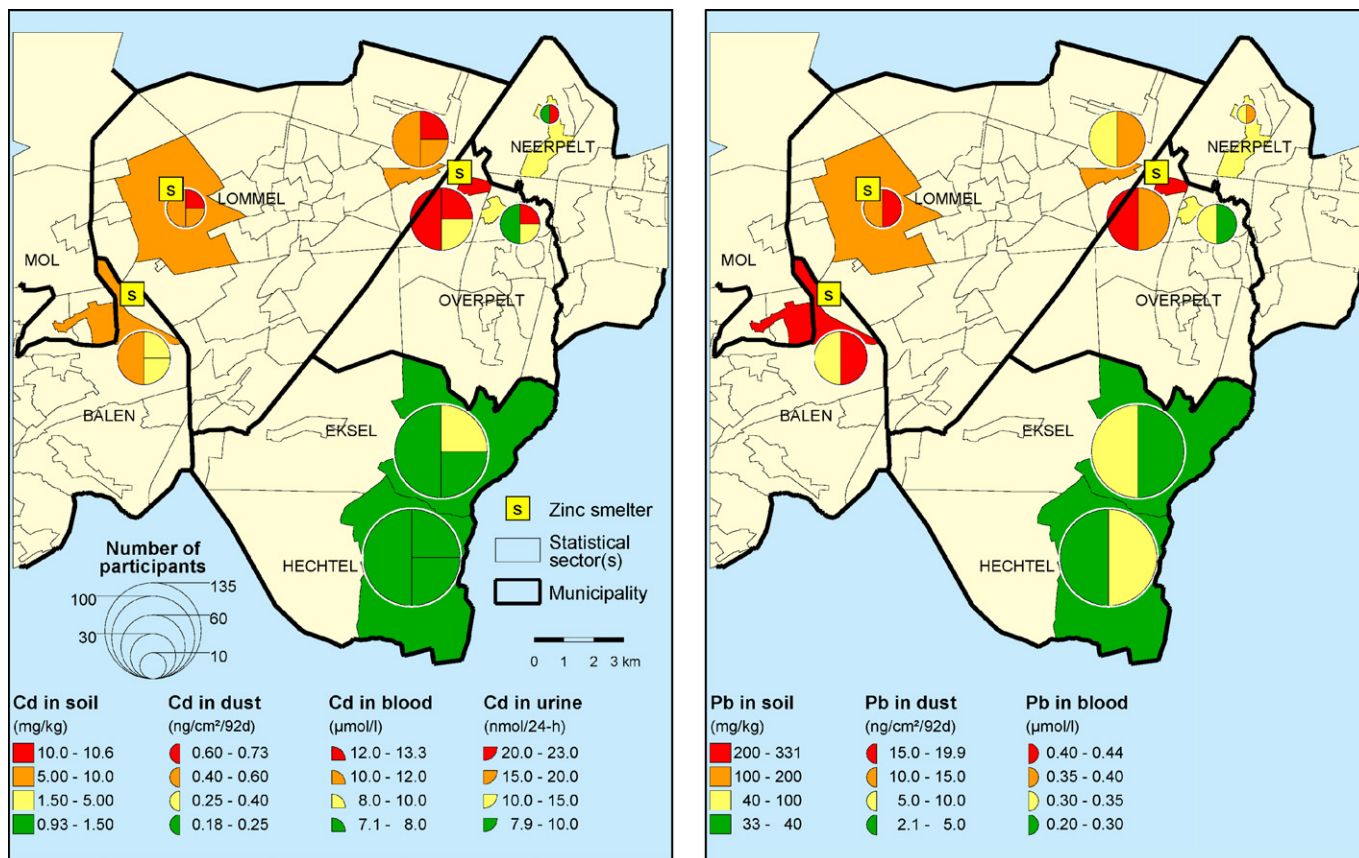 S
NEERPELT
S
LOMMEL
MOL
S
OVERPELT
BALEN
EKSEL
S Zinc smelter
Statistical
sector(s)
HECHTEL
Municipality
Number of
participants
135
100
60
30
10
0 1 2 3 km
Cd in soil
(mg/kg)
10.0 - 10.6
5.00 - 10.0
1.50 - 5.00
0.93 - 1.50
Cd in dust
(ng/cm²/92d)
0.60 - 0.73
0.40 - 0.60
0.25 - 0.40
0.18 - 0.25
Cd in blood
(µmol/l)
12.0 - 13.3
10.0 - 12.0
8.0 - 10.0
7.1 - 8.0
Cd in urine
(nmol/24-h)
20.0 - 23.0
15.0 - 20.0
10.0 - 15.0
7.9 - 10.0
S
NEERPELT
S
LOMMEL
MOL
S
OVERPELT
BALEN
EKSEL
HECHTEL
Pb in soil
(mg/kg)
200 - 331
100 - 200
40 - 100
33 - 40
Pb in dust
(ng/cm²/92d)
15.0 - 19.9
10.0 - 15.0
5.0 - 10.0
2.1 - 5.0
Pb in blood
(µmol/l)
0.40 - 0.44
0.35 - 0.40
0.30 - 0.35
0.20 - 0.30